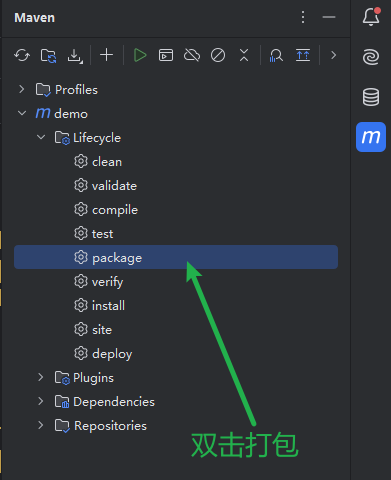 Maven
Profiles
demo
Lifecycle
clean
validate
compile
test
package
verify
install
site
deploy
Plugins
Dependencies
Repositories
双击打包